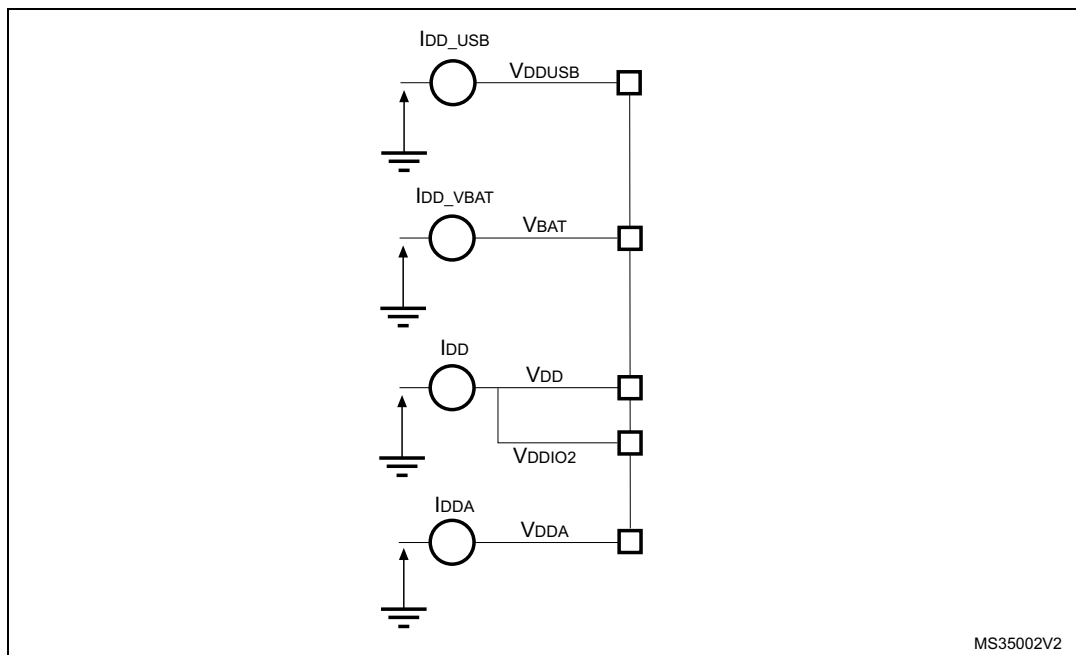 IDD_USB
VDDUSB
IDD_VBAT
VBAT
IDD
VDD
VDDIO2
IDDA
VDDA
MS35002V2